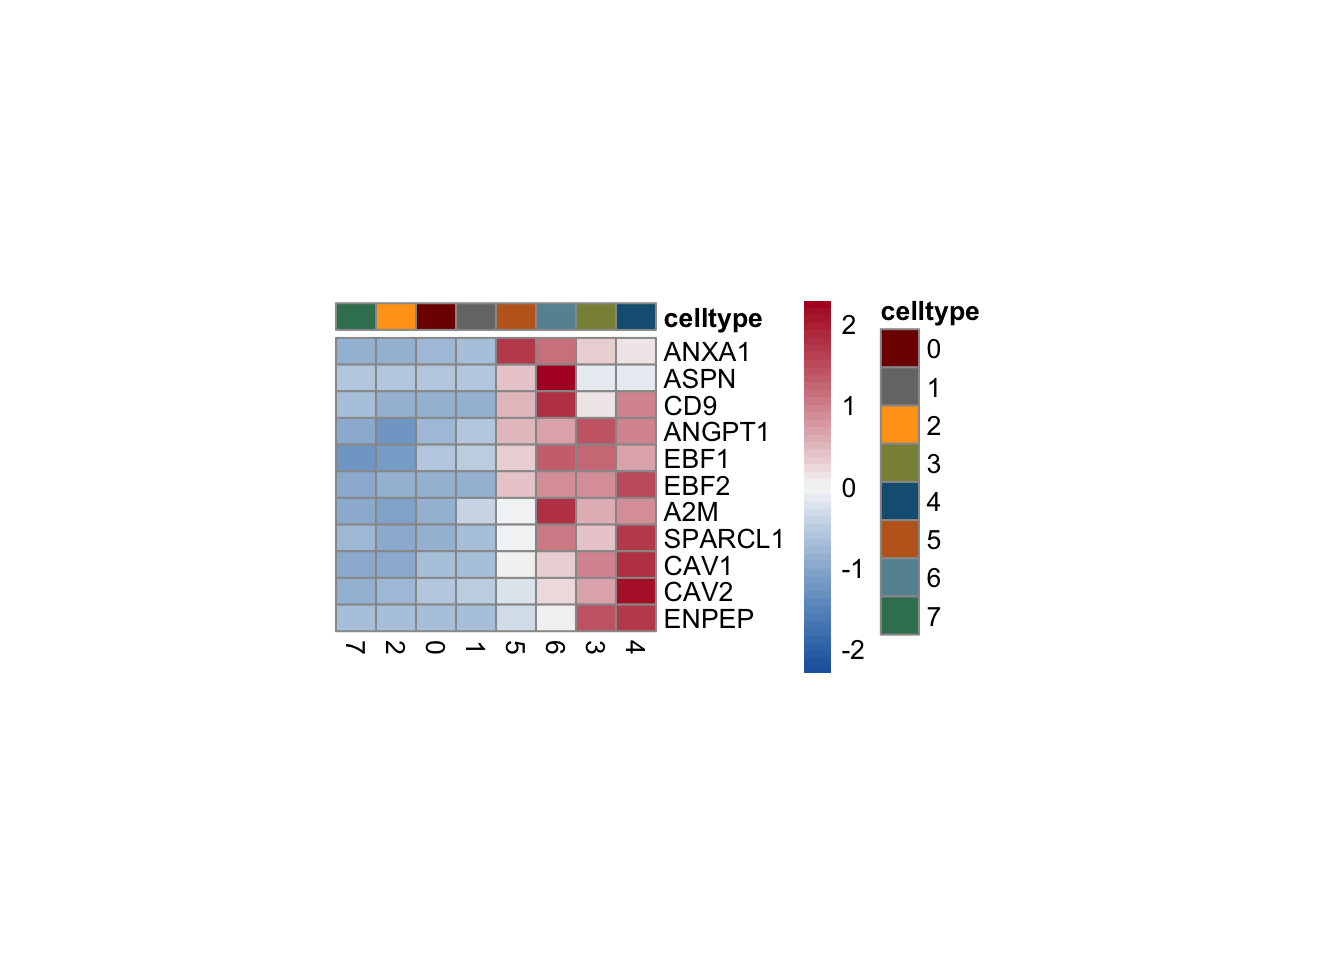 celltype
ANXA1
ASPN
CD9
ANGPT1
EBF1
EBF2
A2M
SPARCL1
CAV1
CAV2
ENPEP
7 2 0 1 5 6 3 4
2
1
0
-1
-2
celltype
0
1
2
3
4
5
6
7